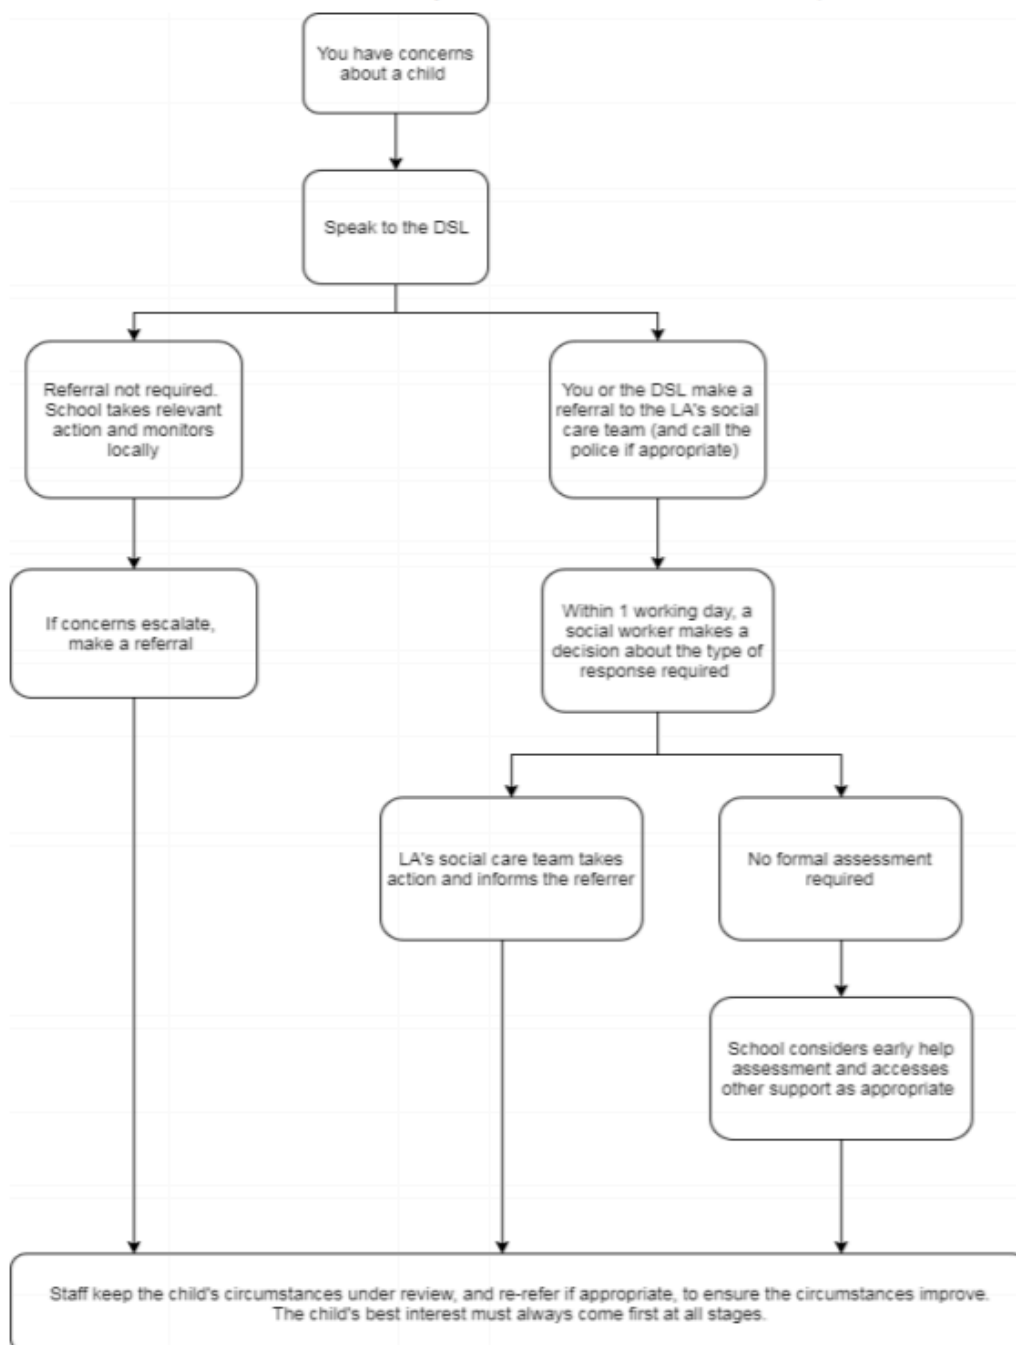 You have concerns
about a child
Speak to the DSL
Referral not required.
School takes relevant
action and monitors
locally
You or the DSL make a
referral to the LA's social
care team (and call the
police if appropriate)
If concerns escalate,
make a referral
Within 1 working day, a
social worker makes a
decision about the type of
response required
LA's social care team takes
action and informs the referrer
No formal assessment
required
School considers early help
assessment and accesses
other support as appropriate
Staff keep the child's circumstances under review, and re-refer if appropriate, to ensure the circumstances improve.
The child's best interest must always come first at all stages.